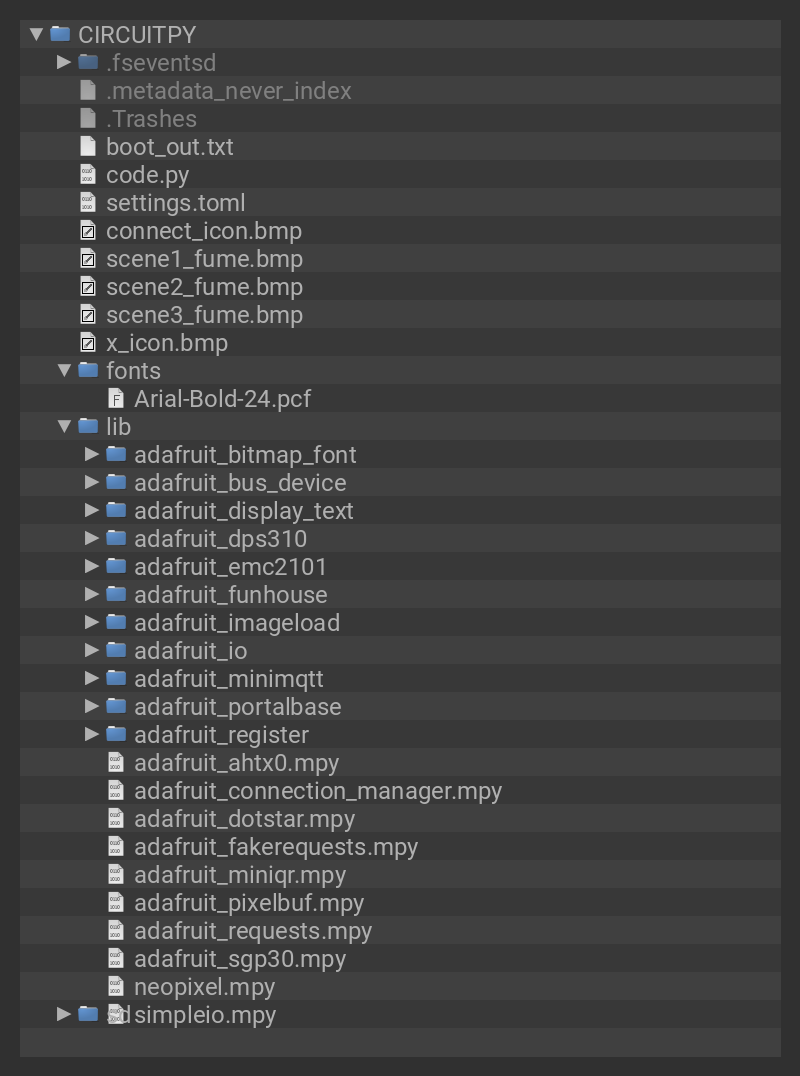 CIRCUITPY
.fseventsd
.metadata_never_index
.Trashes
boot_out.txt
code.py
settings.toml
connect_icon.bmp
scene1_fume.bmp
scene2_fume.bmp
scene3_fume.bmp
x_icon.bmp
fonts
Arial-Bold-24.pcf
lib
adafruit_bitmap_font
adafruit_bus_device
adafruit_display_text
adafruit_dps310
adafruit_emc2101
adafruit_funhouse
adafruit_imageload
adafruit_io
adafruit_minimqtt
adafruit_portalbase
adafruit_register
adafruit_ahtx0.mpy
adafruit_connection_manager.mpy
adafruit_dotstar.mpy
adafruit_fakerequests.mpy
adafruit_miniqr.mpy
adafruit_pixelbuf.mpy
adafruit_requests.mpy
adafruit_sgp30.mpy
neopixel.mpy
sd simpleio.mpy